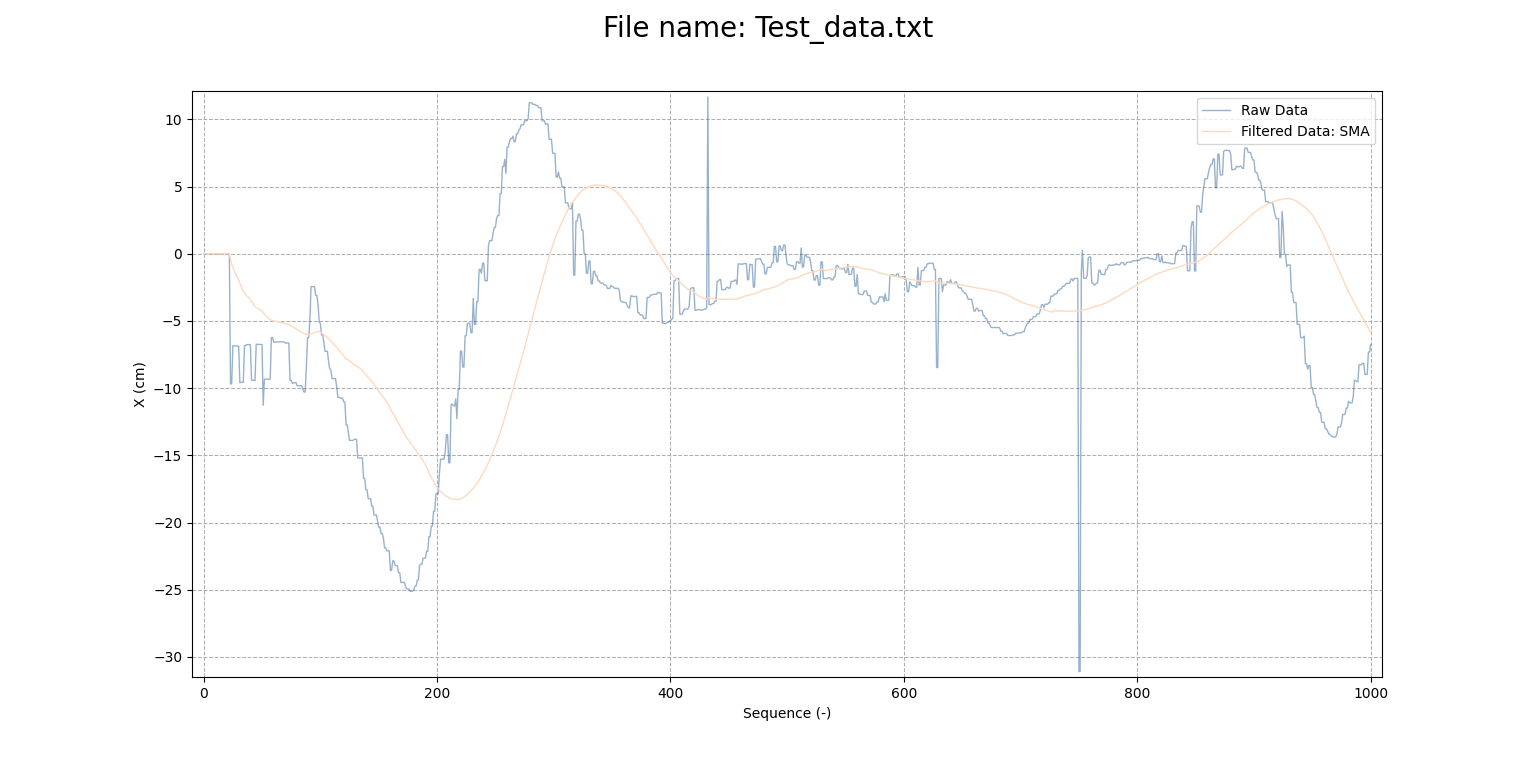 File name: Test_data.txt
Raw Data
Filtered Data: SMA
10
5
0
−5
−10
−15
−20
−25
−30
X (cm)
0 200 400 600 800 1000
Sequence (-)